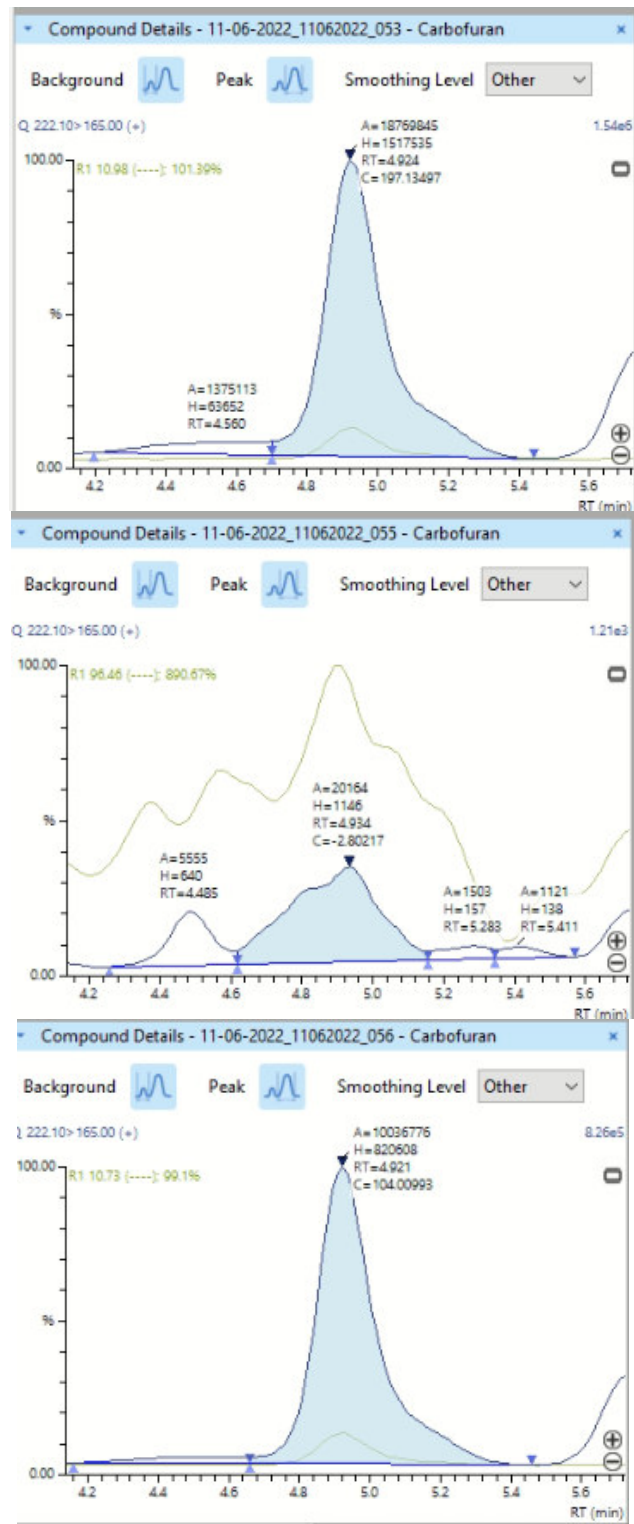 Compound Details - 11-06-2022_11062022_053 - Carbofuran ×
Background Peak Smoothing Level Other
Q 222.10>165.00 (+) 1.54e6
A=18769845
H=1517535
RT=4.924
C=197.13497
100.00
R1 10.98 (----); 101.39%
%
A=1375113
H=63652
RT=4.560
0.00
4.2 4.4 4.6 4.8 5.0 5.2 5.4 5.6
RT (min)
Compound Details - 11-06-2022_11062022_055 - Carbofuran ×
Background Peak Smoothing Level Other
Q 222.10>165.00 (+) 1.21e3
100.00
R1 96.46 (----); 890.67%
%
A=20164
H=1146
RT=4.934
C=-2.80217
A=5555
H=640
RT=4.485
A=1503
H=157
RT=5.283
A=1121
H=138
RT=5.411
0.00
4.2 4.4 4.6 4.8 5.0 5.2 5.4 5.6
RT (min)
Compound Details - 11-06-2022_11062022_056 - Carbofuran ×
Background Peak Smoothing Level Other
222.10>165.00 (+) 8.26e5
A=10036776
H=820608
RT=4.921
C=104.00993
100.00
R1 10.73 (----); 99.1%
%
0.00
4.2 4.4 4.6 4.8 5.0 5.2 5.4 5.6
RT (min)